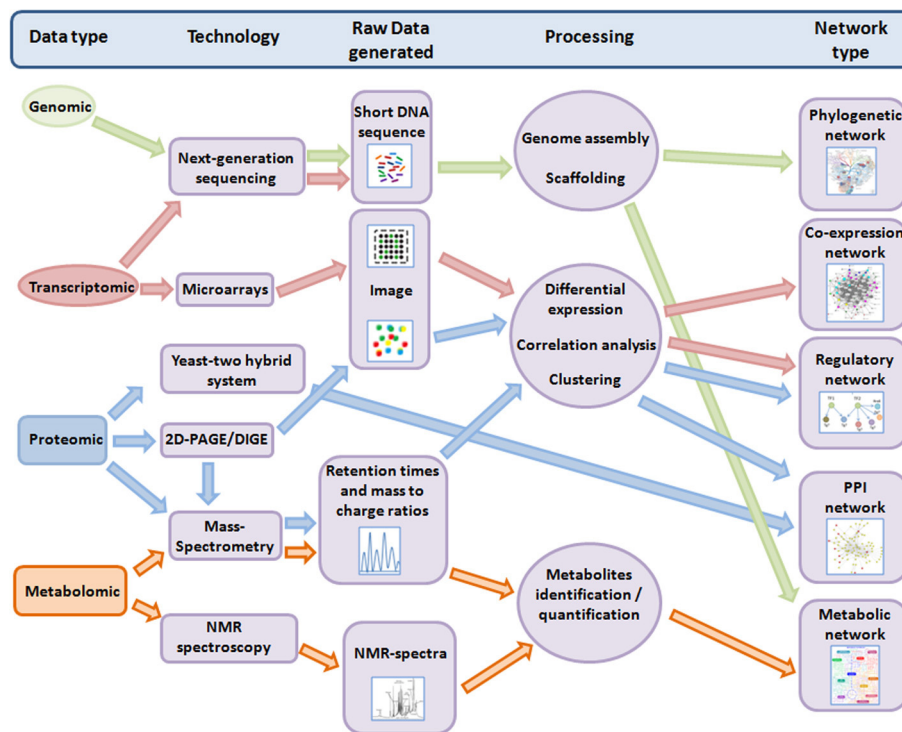 Data type
Technology
Raw Data
generated
Processing
Network
type
Genomic
Next-generation
sequencing
Short DNA
sequence
Genome assembly
Scaffolding
Phylogenetic
network
Transcriptomic
Microarrays
Image
Differential
expression
Correlation analysis
Clustering
Co-expression
network
Regulatory
network
Proteomic
Yeast-two hybrid
system
2D-PAGE/DIGE
Mass-
Spectrometry
Retention times
and mass to
charge ratios
PPI
network
Metabolomic
NMR
spectroscopy
NMR-spectra
Metabolites
identification /
quantification
Metabolic
network